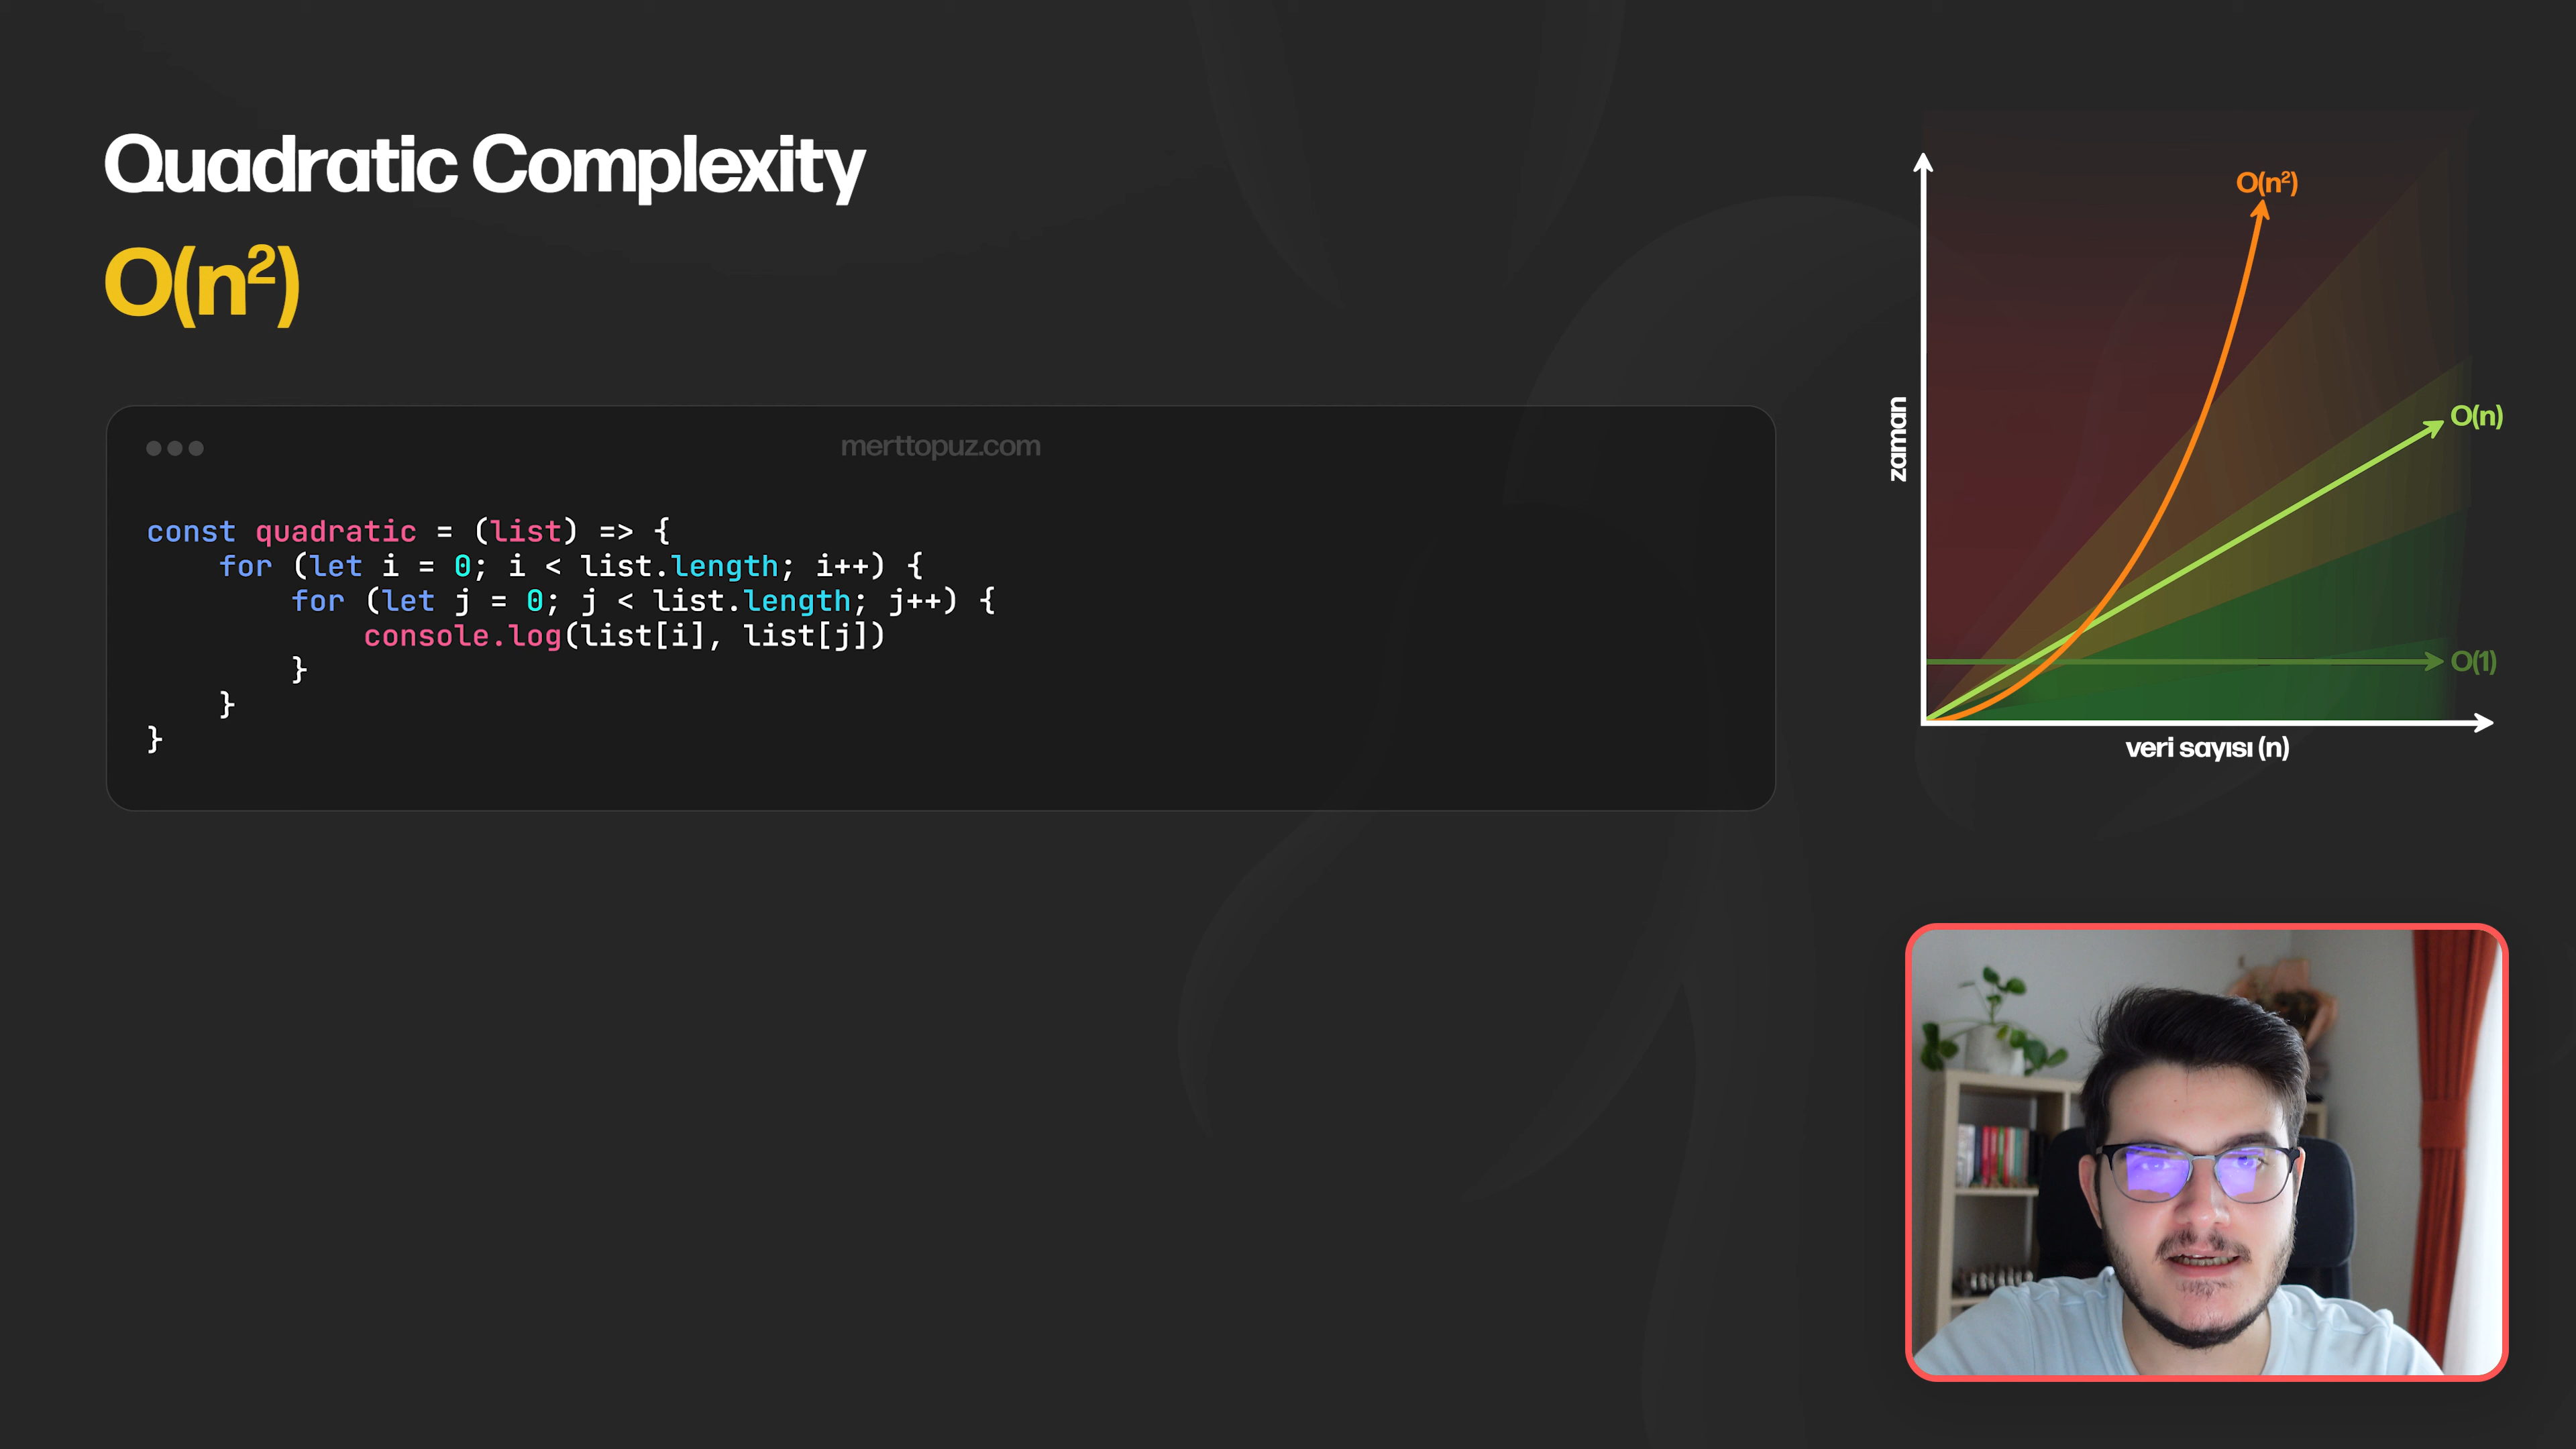 Quadratic Complexity
O(n²)
merttopuz.com
const quadratic = (list) => {
    for (let i = 0; i < list.length; i++) {
        for (let j = 0; j < list.length; j++) {
            console.log(list[i], list[j])
        }
    }
}
O(n²)
O(n)
O(1)
zaman
veri sayısı (n)